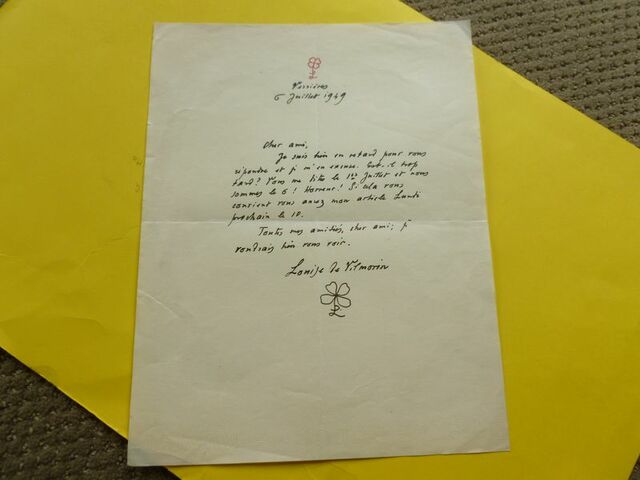 L
Verrières
6 Juillet 1949
Cher ami,
Je suis bien en retard pour vous
répondre et je m'en excuse. Est-il trop
tard? Vous me dites le 1er Juillet et nous
sommes le 6! Horreur! Si cela vous
convient vous aurez mon article Lundi
prochain le 10.
Toutes mes amitiés, cher ami; je
voudrais bien vous voir.
Louise de Vilmorin
L